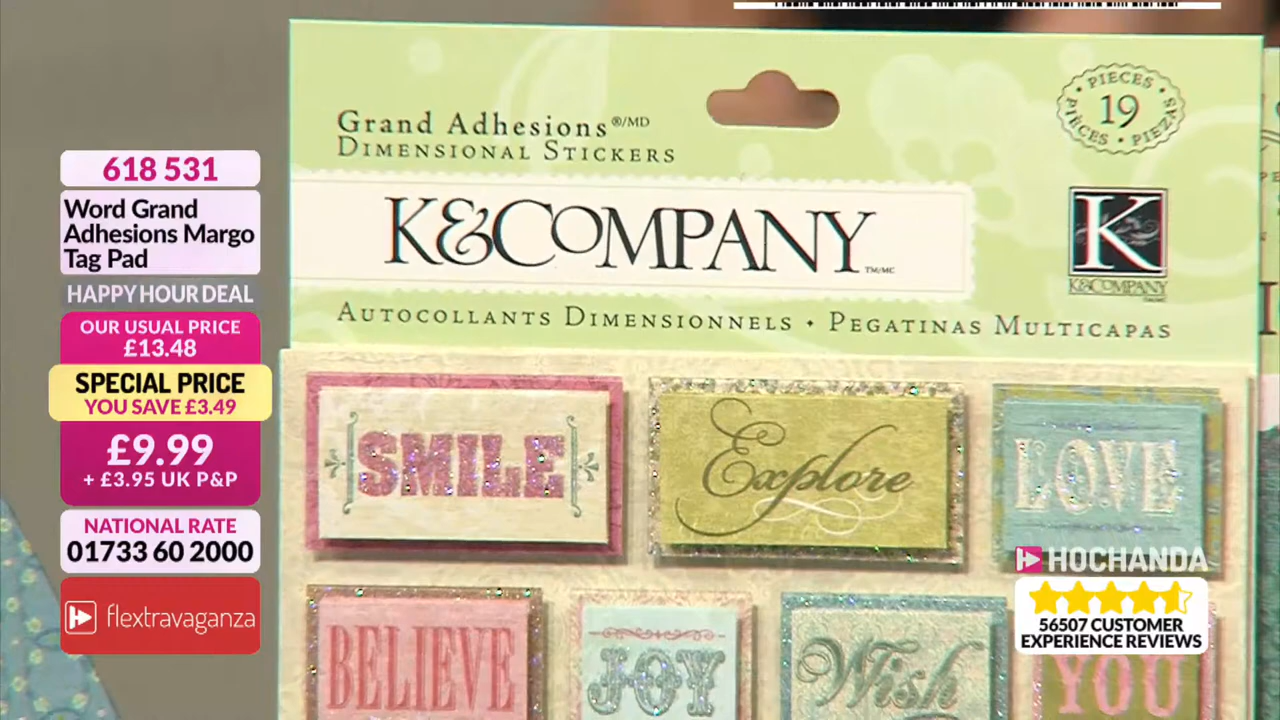 618 531
Word Grand
Adhesions Margo
Tag Pad
HAPPY HOUR DEAL
OUR USUAL PRICE
£13.48
SPECIAL PRICE
YOU SAVE £3.49
£9.99
+ £3.95 UK P&P
NATIONAL RATE
01733 60 2000
flextravaganza
Grand Adhesions®/MD
DIMENSIONAL STICKERS
PIECES
19
PIÈCES • PIEZAS
K&COMPANY
TM/MC
K
K&COMPANY
AUTOCOLLANTS DIMENSIONNELS • PEGATINAS MULTICAPAS
SMILE
Explore
LOVE
BELIEVE
JOY
Wish
YOU
HOCHANDA
56507 CUSTOMER
EXPERIENCE REVIEWS